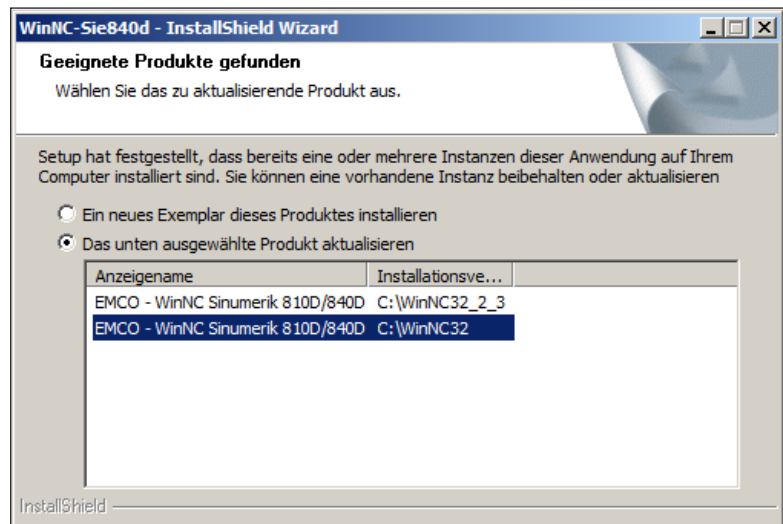 WinNC-Sie840d - InstallShield Wizard
Geeignete Produkte gefunden
Wählen Sie das zu aktualisierende Produkt aus.
Setup hat festgestellt, dass bereits eine oder mehrere Instanzen dieser Anwendung auf Ihrem
Computer installiert sind. Sie können eine vorhandene Instanz beibehalten oder aktualisieren
Ein neues Exemplar dieses Produktes installieren
Das unten ausgewählte Produkt aktualisieren
Anzeigename Installationsve...
EMCO - WinNC Sinumerik 810D/840D C:\WinNC32_2_3
EMCO - WinNC Sinumerik 810D/840D C:\WinNC32
InstallShield